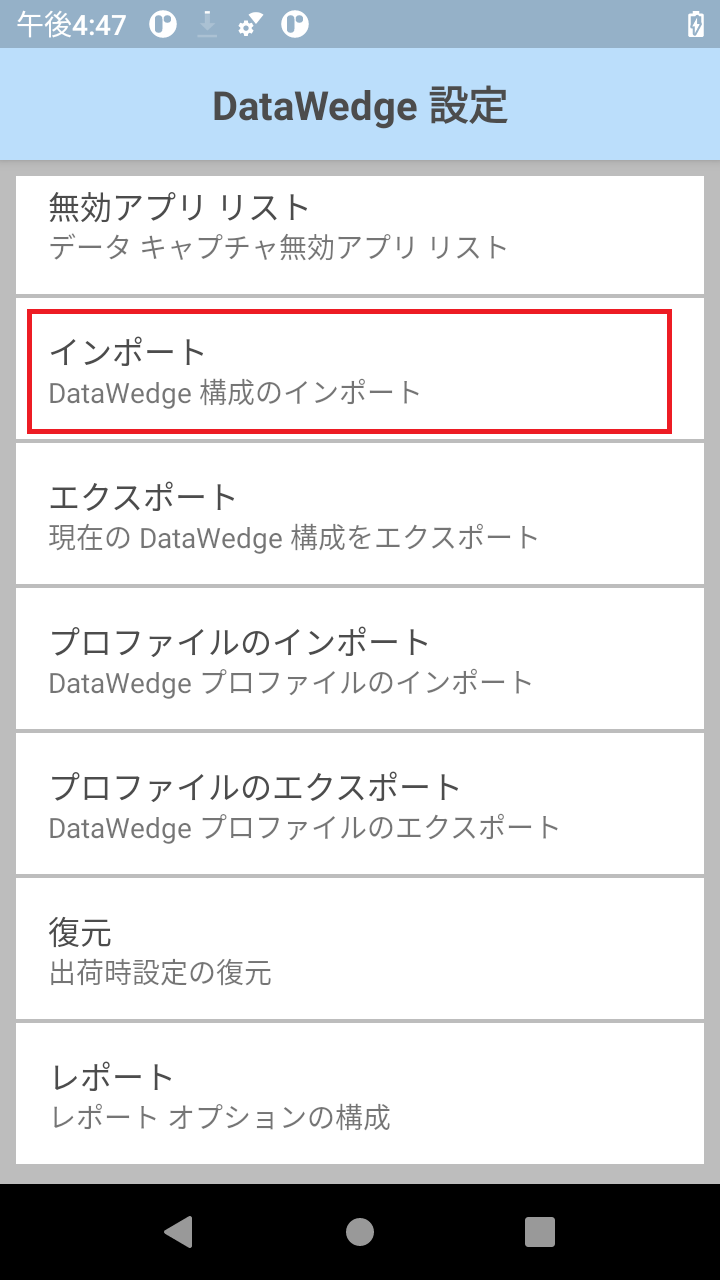 午後4:47
DataWedge 設定
無効アプリ リスト
データ キャプチャ無効アプリ リスト
インポート
DataWedge 構成のインポート
エクスポート
現在の DataWedge 構成をエクスポート
プロファイルのインポート
DataWedge プロファイルのインポート
プロファイルのエクスポート
DataWedge プロファイルのエクスポート
復元
出荷時設定の復元
レポート
レポート オプションの構成